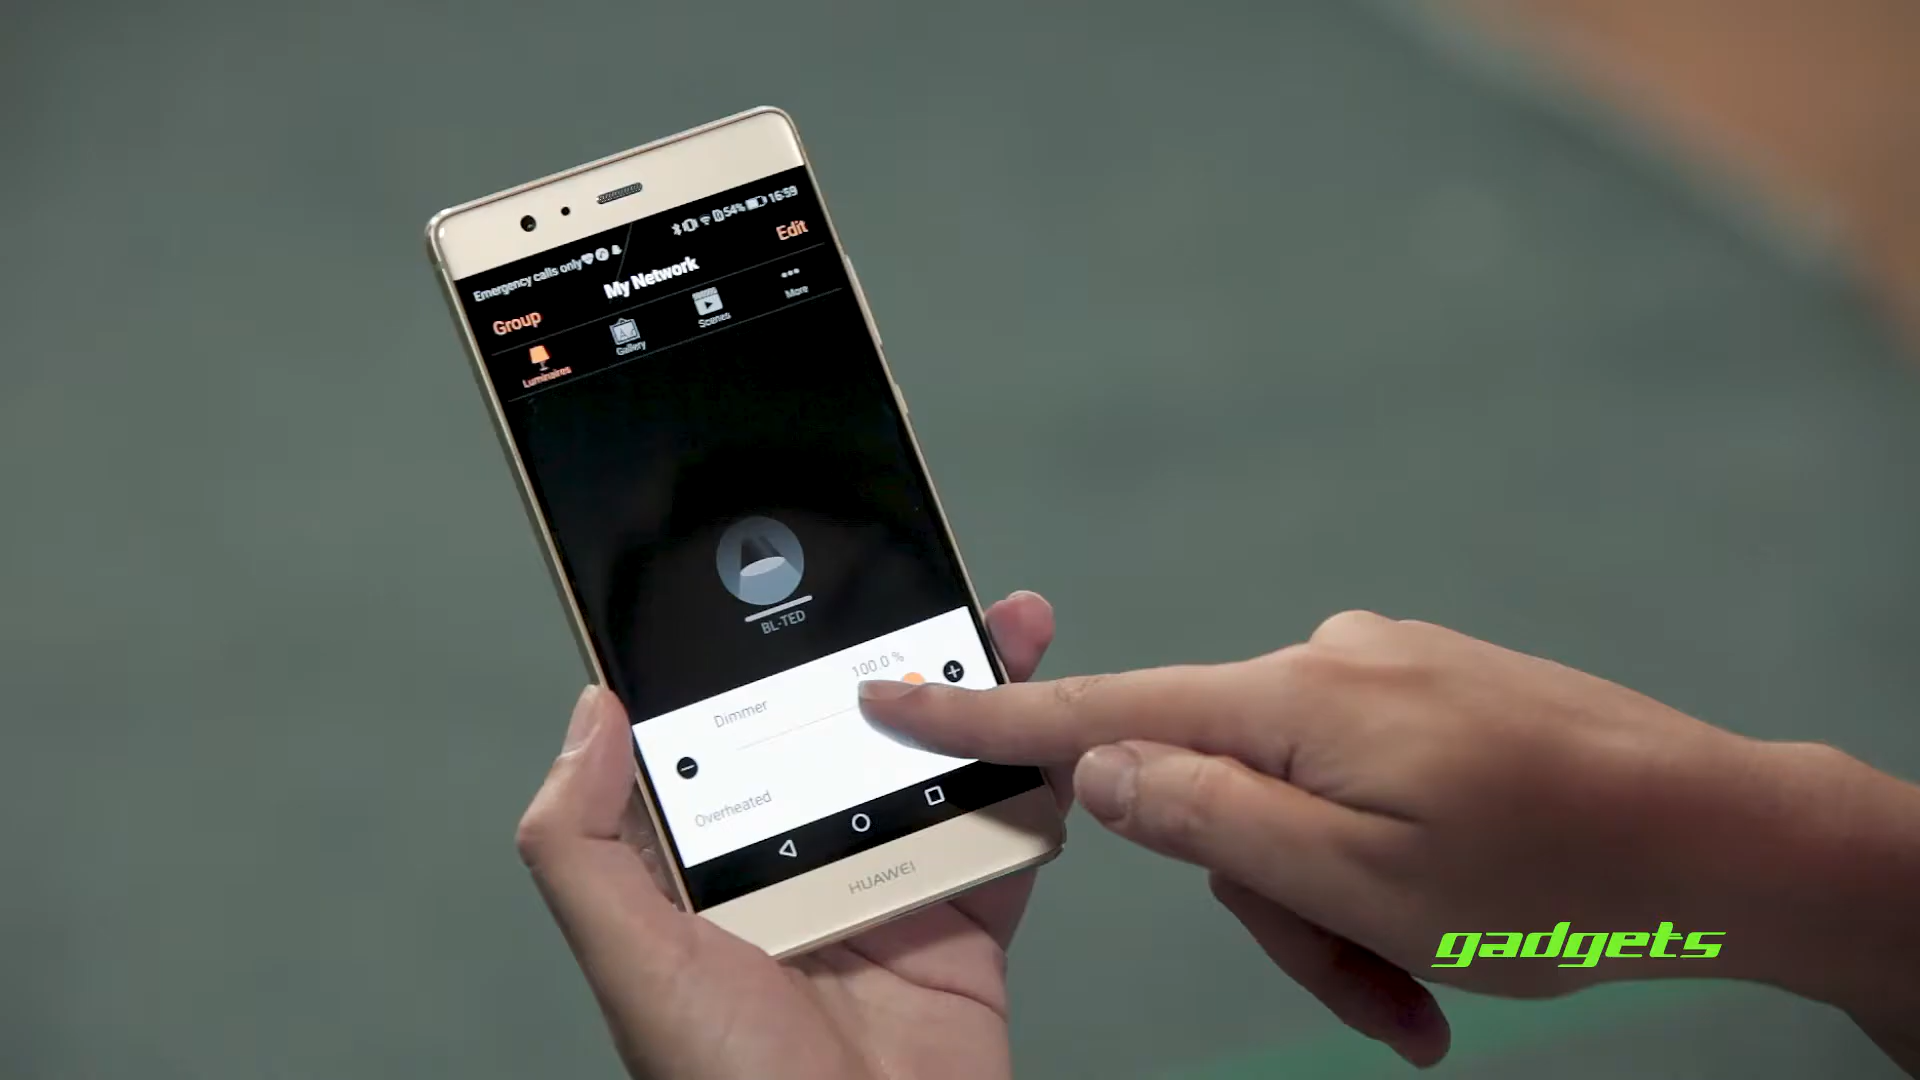 Emergency calls only
54% 16:59
My Network
Edit
Group
Luminaires
Gallery
Scenes
More
BL-TED
100.0 %
Dimmer
Overheated
HUAWEI
gadgets